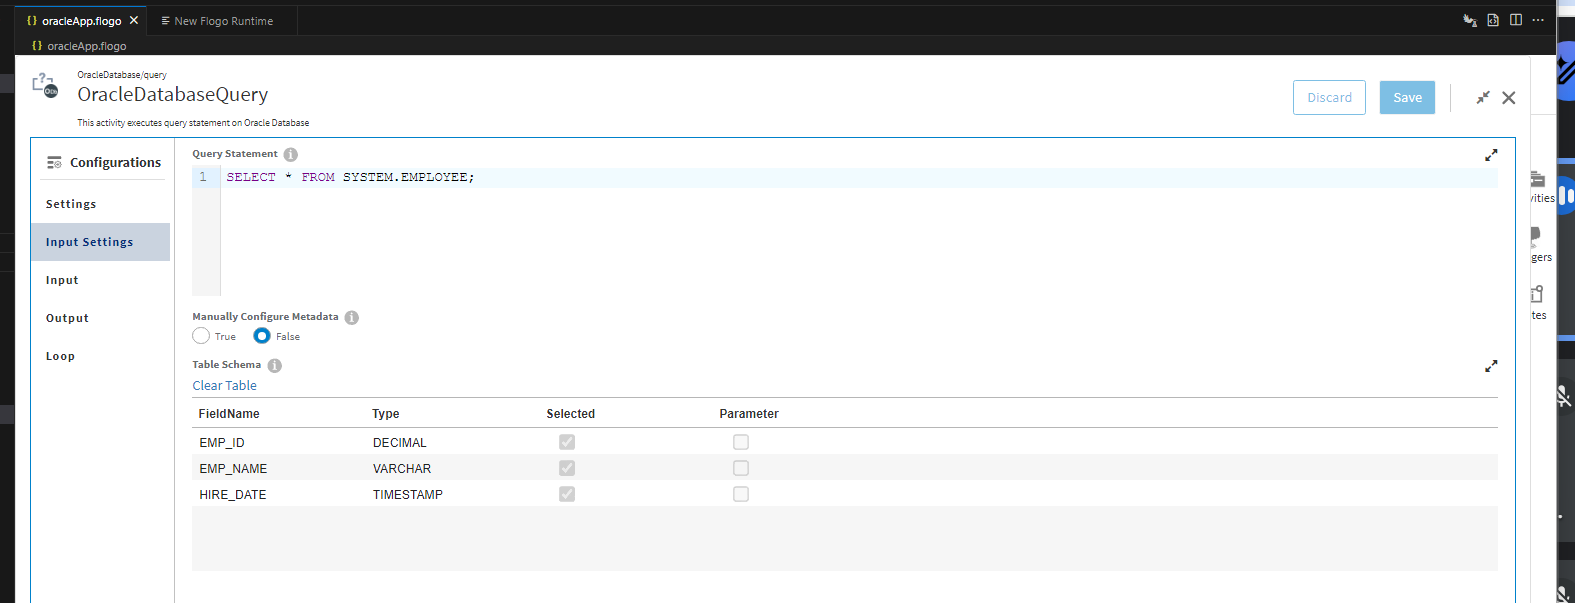 {} oracleApp.flogo
New Flogo Runtime
{} oracleApp.flogo
OracleDatabase/query
OracleDatabaseQuery
This activity executes query statement on Oracle Database
Discard
Save
Configurations
Settings
Input Settings
Input
Output
Loop
Query Statement
1 SELECT * FROM SYSTEM.EMPLOYEE;
Manually Configure Metadata
True
False
Table Schema
Clear Table
FieldName Type Selected Parameter
EMP_ID DECIMAL
EMP_NAME VARCHAR
HIRE_DATE TIMESTAMP
vities
gers
tes